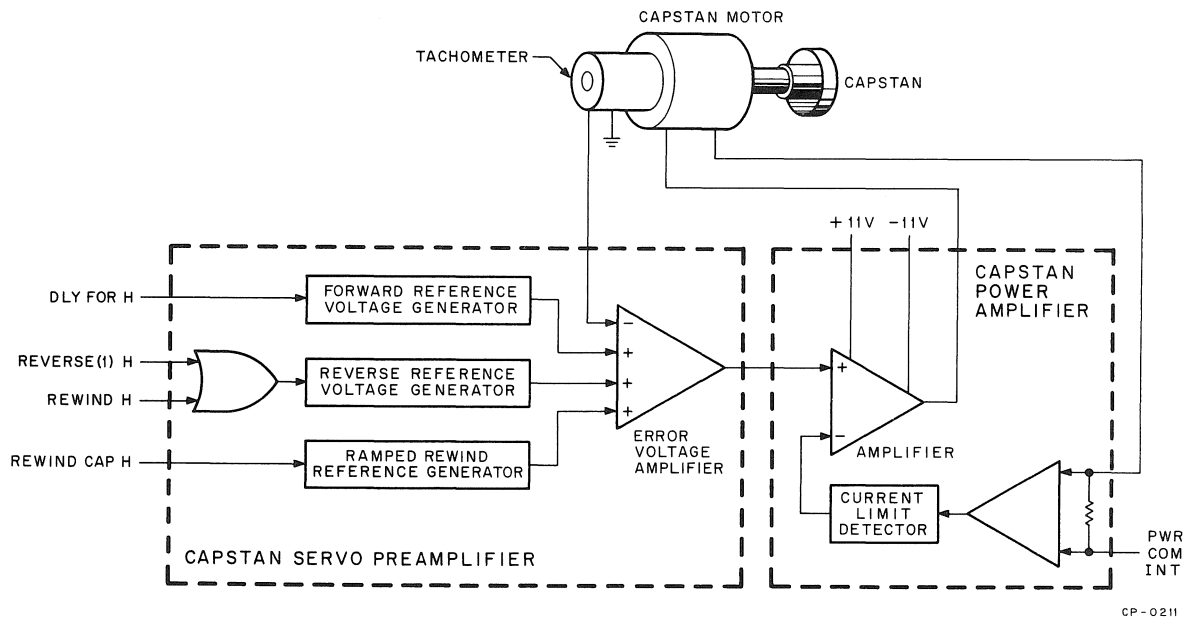 CAPSTAN MOTOR
TACHOMETER
CAPSTAN
+11V -11V
DLY FOR H
FORWARD REFERENCE
VOLTAGE GENERATOR
REVERSE(1) H
REWIND H
REVERSE REFERENCE
VOLTAGE GENERATOR
REWIND CAP H
RAMPED REWIND
REFERENCE GENERATOR
-
+
+
+
ERROR
VOLTAGE
AMPLIFIER
CAPSTAN SERVO PREAMPLIFIER
CAPSTAN
POWER
AMPLIFIER
+
-
AMPLIFIER
CURRENT
LIMIT
DETECTOR
PWR
COM
INT
CP-0211